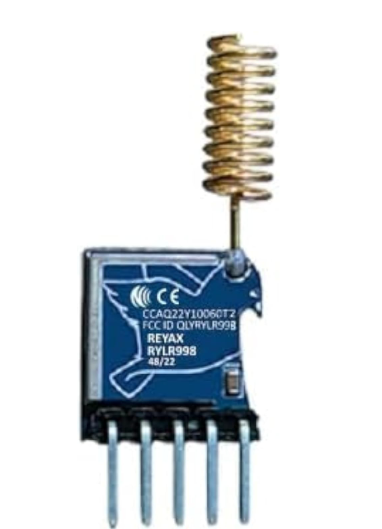 CE
CCAQ22Y10060T2
FCC ID QLYRYLR998
REYAX
RYLR998
48/22